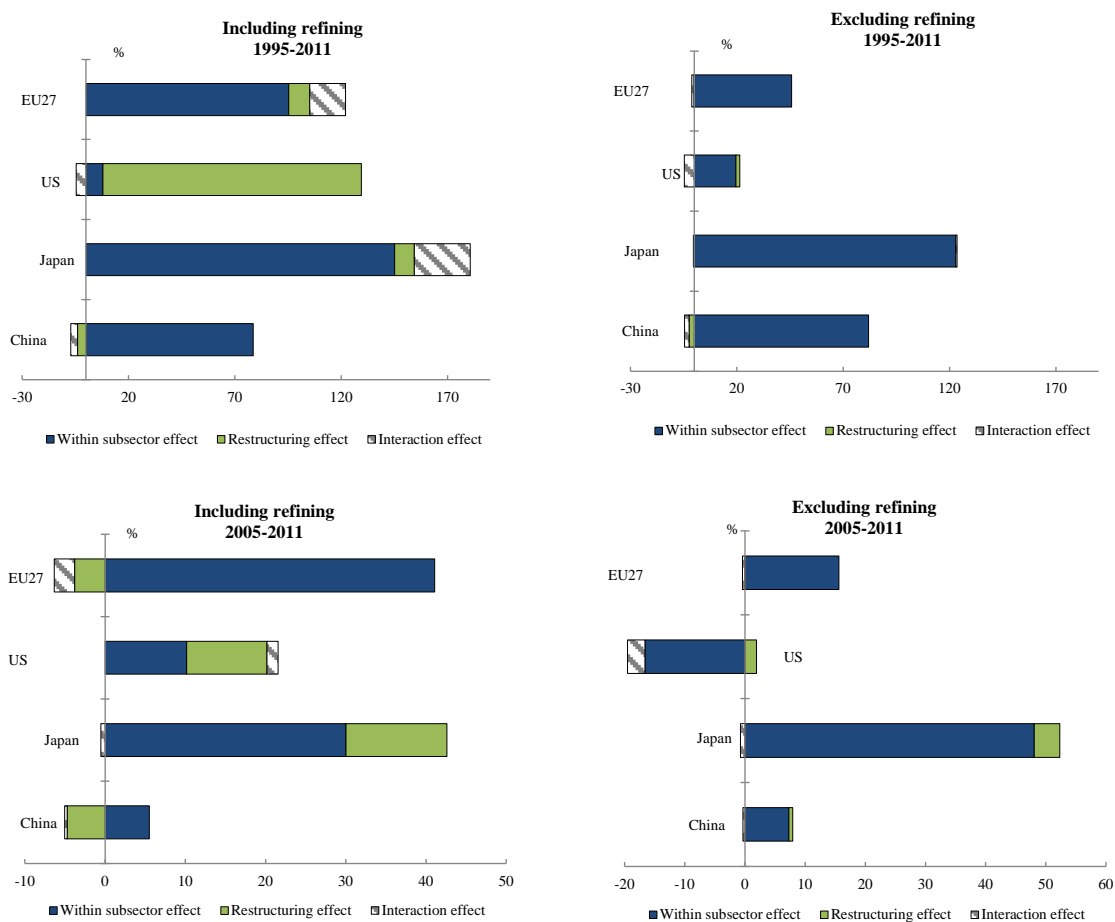 Including refining
1995-2011
%
EU27
US
Japan
China
-30 20 70 120 170
Within subsector effect Restructuring effect Interaction effect
Excluding refining
1995-2011
%
EU27
US
Japan
China
-30 20 70 120 170
Within subsector effect Restructuring effect Interaction effect
Including refining
2005-2011
%
EU27
US
Japan
China
-10 0 10 20 30 40 50
Within subsector effect Restructuring effect Interaction effect
Excluding refining
2005-2011
%
EU27
US
Japan
China
-20 -10 0 10 20 30 40 50 60
Within subsector effect Restructuring effect Interaction effect